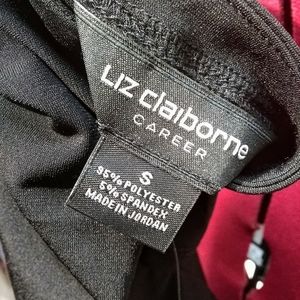 Liz claiborne
CAREER
S
95% POLYESTER
5% SPANDEX
MADE IN JORDAN